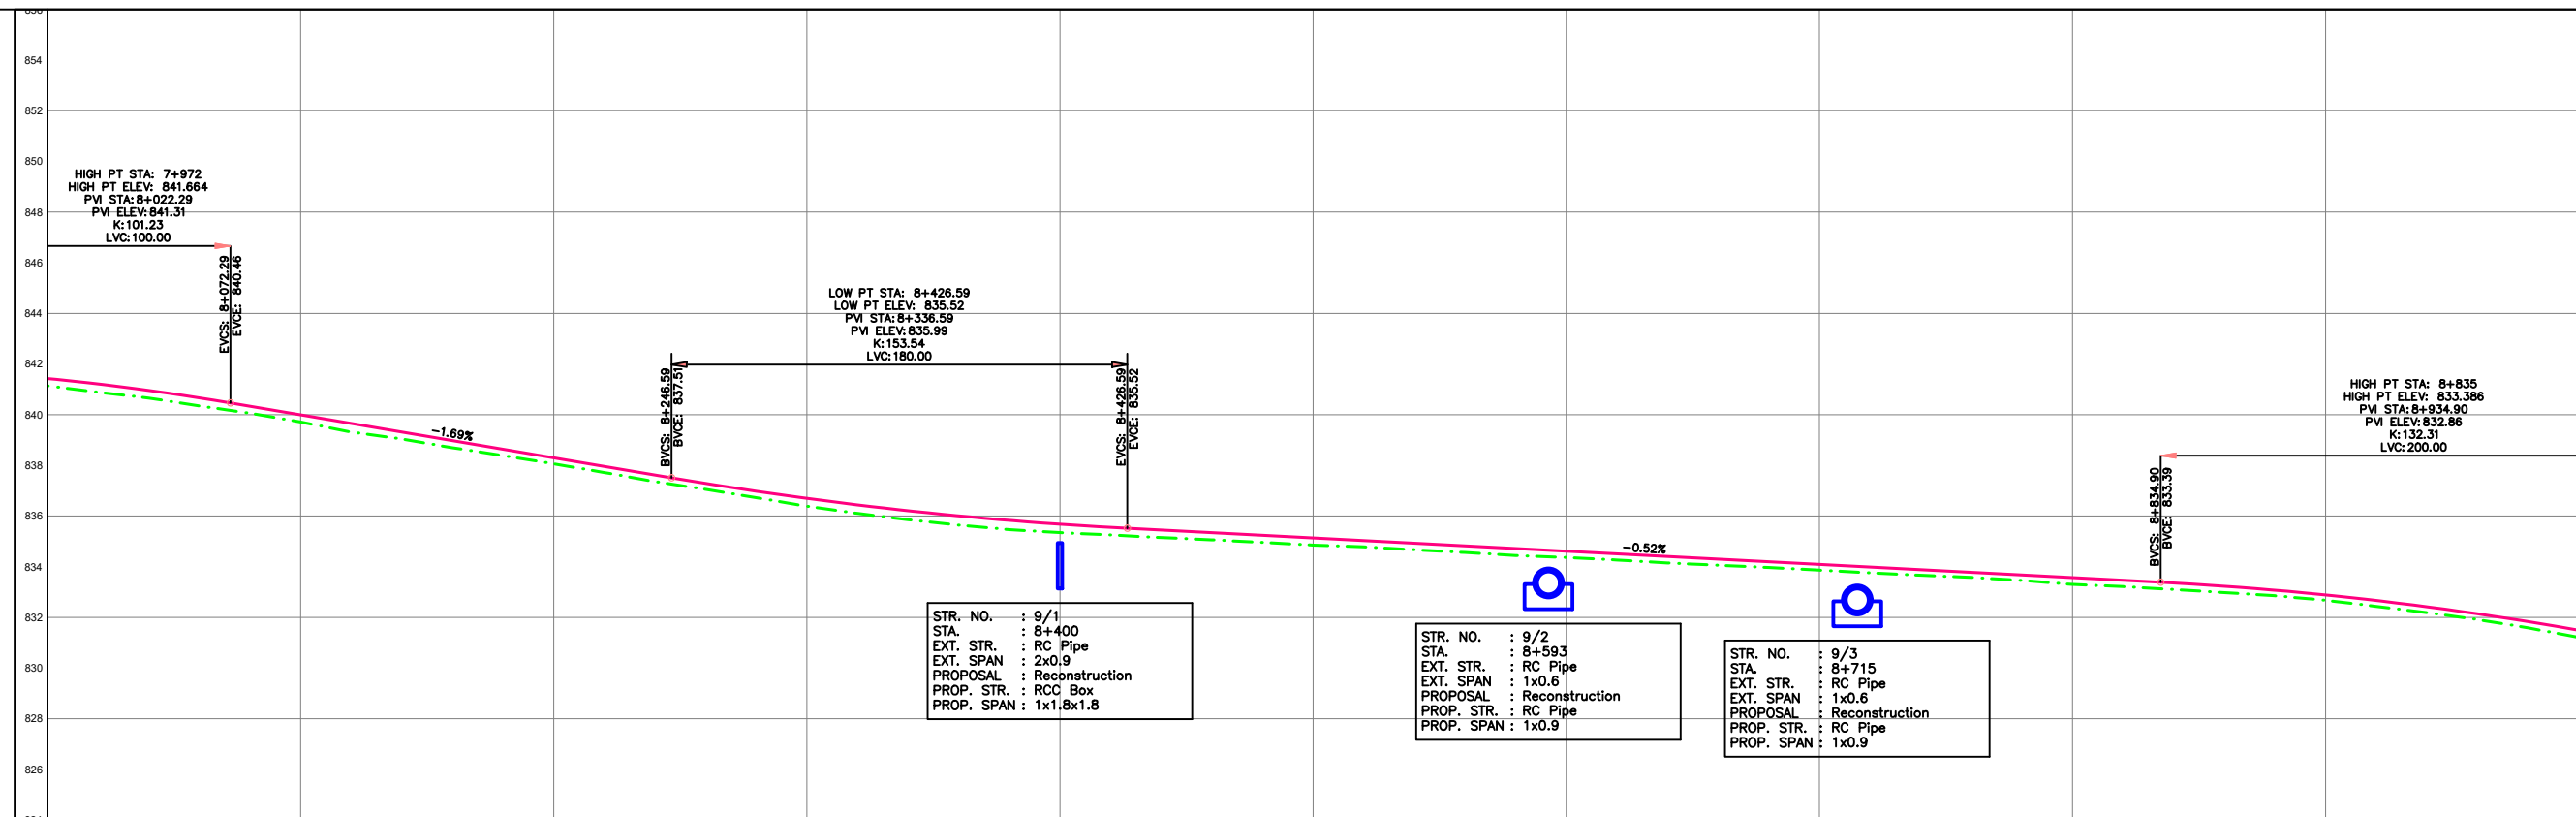 856
854
852
850
848
846
844
842
840
838
836
834
832
830
828
826
HIGH PT STA: 7+972
HIGH PT ELEV: 841.664
PVI STA:8+022.29
PVI ELEV:841.31
K:101.23
LVC:100.00
EVCS: 8+072.29
EVCE: 840.46
-1.69%
LOW PT STA: 8+426.59
LOW PT ELEV: 835.52
PVI STA:8+336.59
PVI ELEV:835.99
K:153.54
LVC:180.00
BVCS: 8+246.59
BVCE: 837.51
EVCS: 8+426.59
EVCE: 835.52
-0.52%
HIGH PT STA: 8+835
HIGH PT ELEV: 833.386
PVI STA:8+934.90
PVI ELEV:832.86
K:132.31
LVC:200.00
BVCS: 8+834.90
BVCE: 833.39
STR. NO. : 9/1
STA. : 8+400
EXT. STR. : RC Pipe
EXT. SPAN : 2x0.9
PROPOSAL : Reconstruction
PROP. STR. : RCC Box
PROP. SPAN : 1x1.8x1.8
STR. NO. : 9/2
STA. : 8+593
EXT. STR. : RC Pipe
EXT. SPAN : 1x0.6
PROPOSAL : Reconstruction
PROP. STR. : RC Pipe
PROP. SPAN : 1x0.9
STR. NO. : 9/3
STA. : 8+715
EXT. STR. : RC Pipe
EXT. SPAN : 1x0.6
PROPOSAL : Reconstruction
PROP. STR. : RC Pipe
PROP. SPAN : 1x0.9